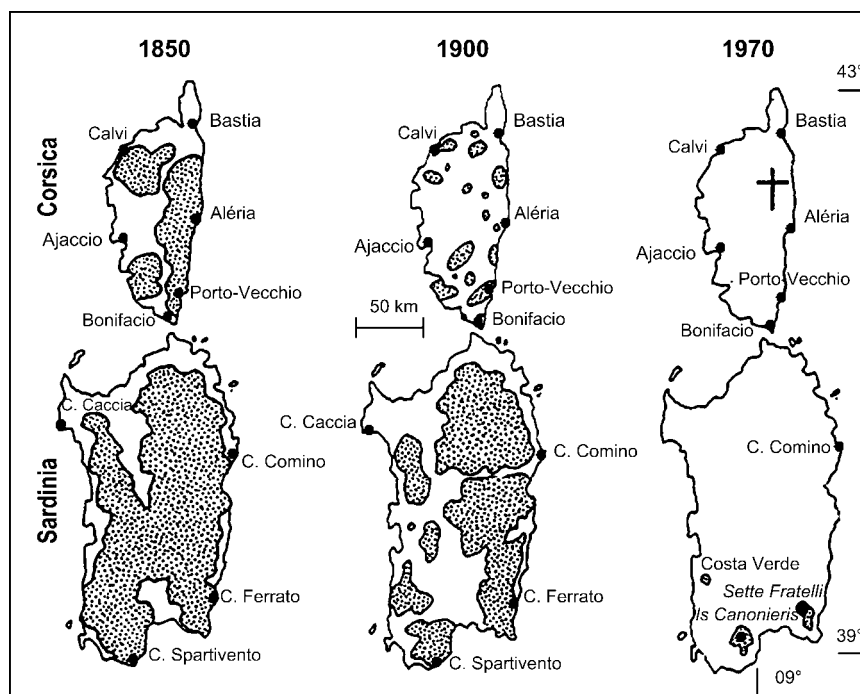 1850
1900
1970
43°
Corsica
Bastia
Calvi
Aléria
Ajaccio
Porto-Vecchio
Bonifacio
Bastia
Calvi
Aléria
Ajaccio
Porto-Vecchio
50 km
Bonifacio
Bastia
Calvi
Aléria
Ajaccio
Porto-Vecchio
Bonifacio
Sardinia
C. Caccia
C. Comino
C. Ferrato
C. Spartivento
C. Caccia
C. Comino
C. Ferrato
C. Spartivento
C. Comino
Costa Verde
Sette Fratelli
Is Canonieris
39°
09°